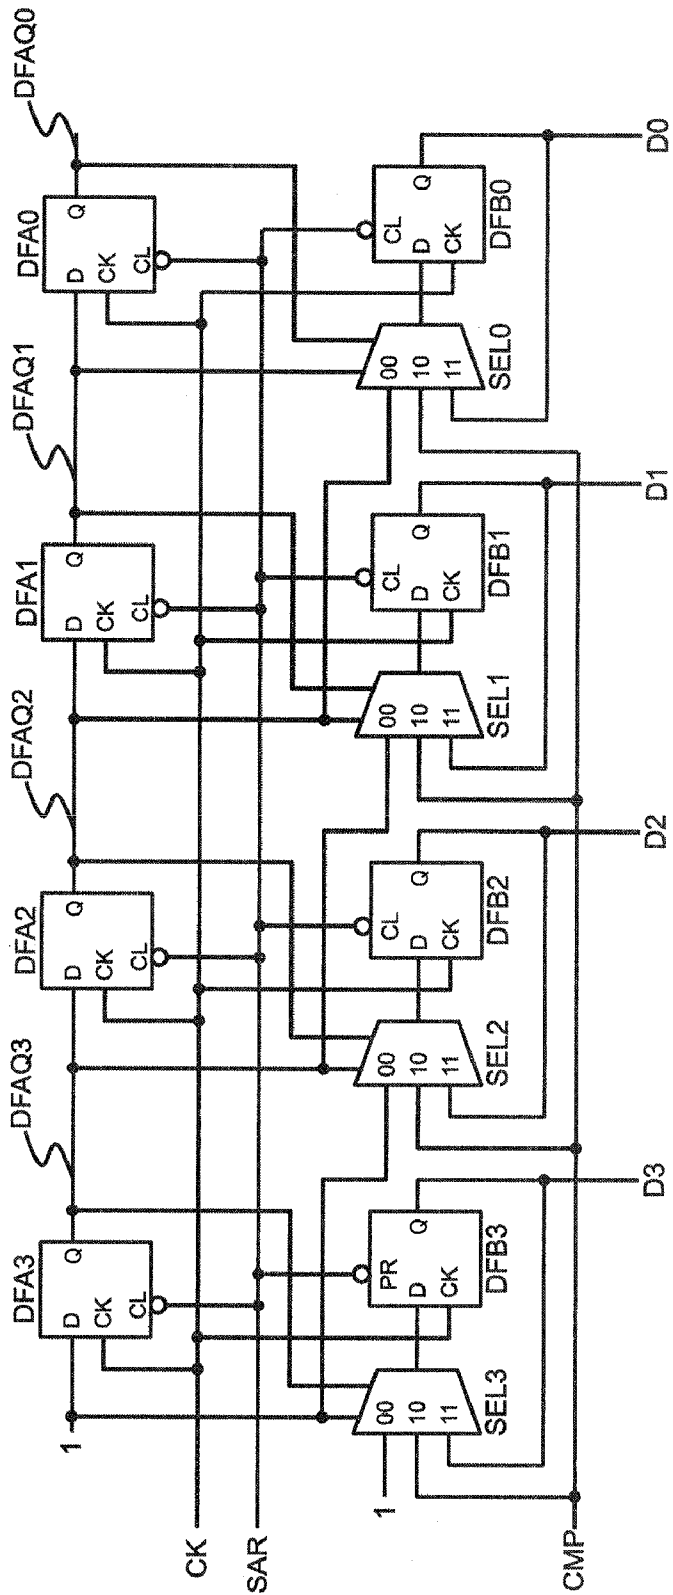 DFAQ3 DFAQ2 DFAQ1 DFAQ0
DFA3 DFA2 DFA1 DFA0
1 D Q D Q D Q D Q
CK CK CK CK
CL CL CL CL
CK
SAR
PR CL CL CL
1 00 D Q 00 D Q 00 D Q 00 D Q
10 CK 10 CK 10 CK 10 CK
11 11 11 11
SEL3 DFB3 SEL2 DFB2 SEL1 DFB1 SEL0 DFB0
CMP
D3 D2 D1 D0